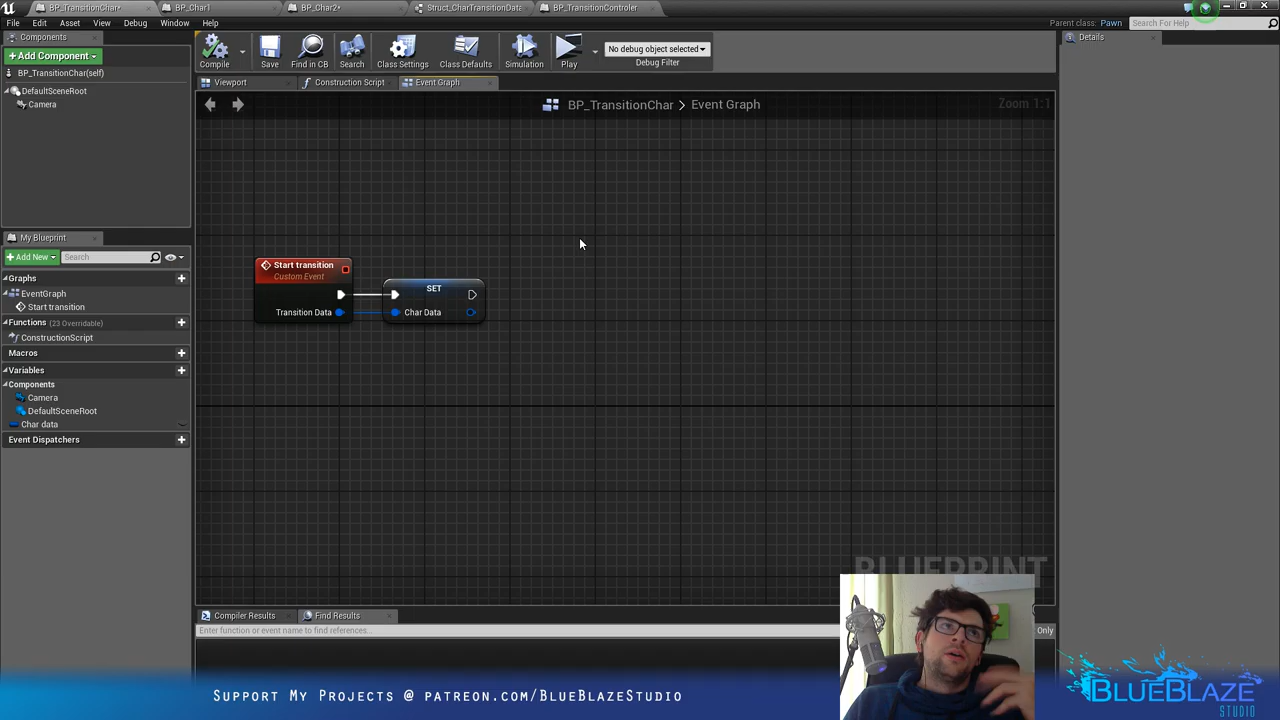 BP_TransitionChar*
BP_Char1
BP_Char2*
Struct_CharTransitionDate
BP_TransitionControler
File
Edit
Asset
View
Debug
Window
Help
Parent class: Pawn
Search For Help
Components
Add Component
BP_TransitionChar(self)
DefaultSceneRoot
Camera
Compile
Save
Find in CB
Search
Class Settings
Class Defaults
Simulation
Play
No debug object selected
Debug Filter
Details
Viewport
Construction Script
Event Graph
BP_TransitionChar > Event Graph
Zoom 1:1
My Blueprint
Add New
Search
Graphs
EventGraph
Start transition
Functions (23 Overridable)
ConstructionScript
Macros
Variables
Components
Camera
DefaultSceneRoot
Char data
Event Dispatchers
Start transition
Custom Event
Transition Data
SET
Char Data
BLUEPRINT
Compiler Results
Find Results
Enter function or event name to find references...
Only
Support My Projects @ patreon.com/BlueBlazeStudio
BLUEBLAZE
STUDIO